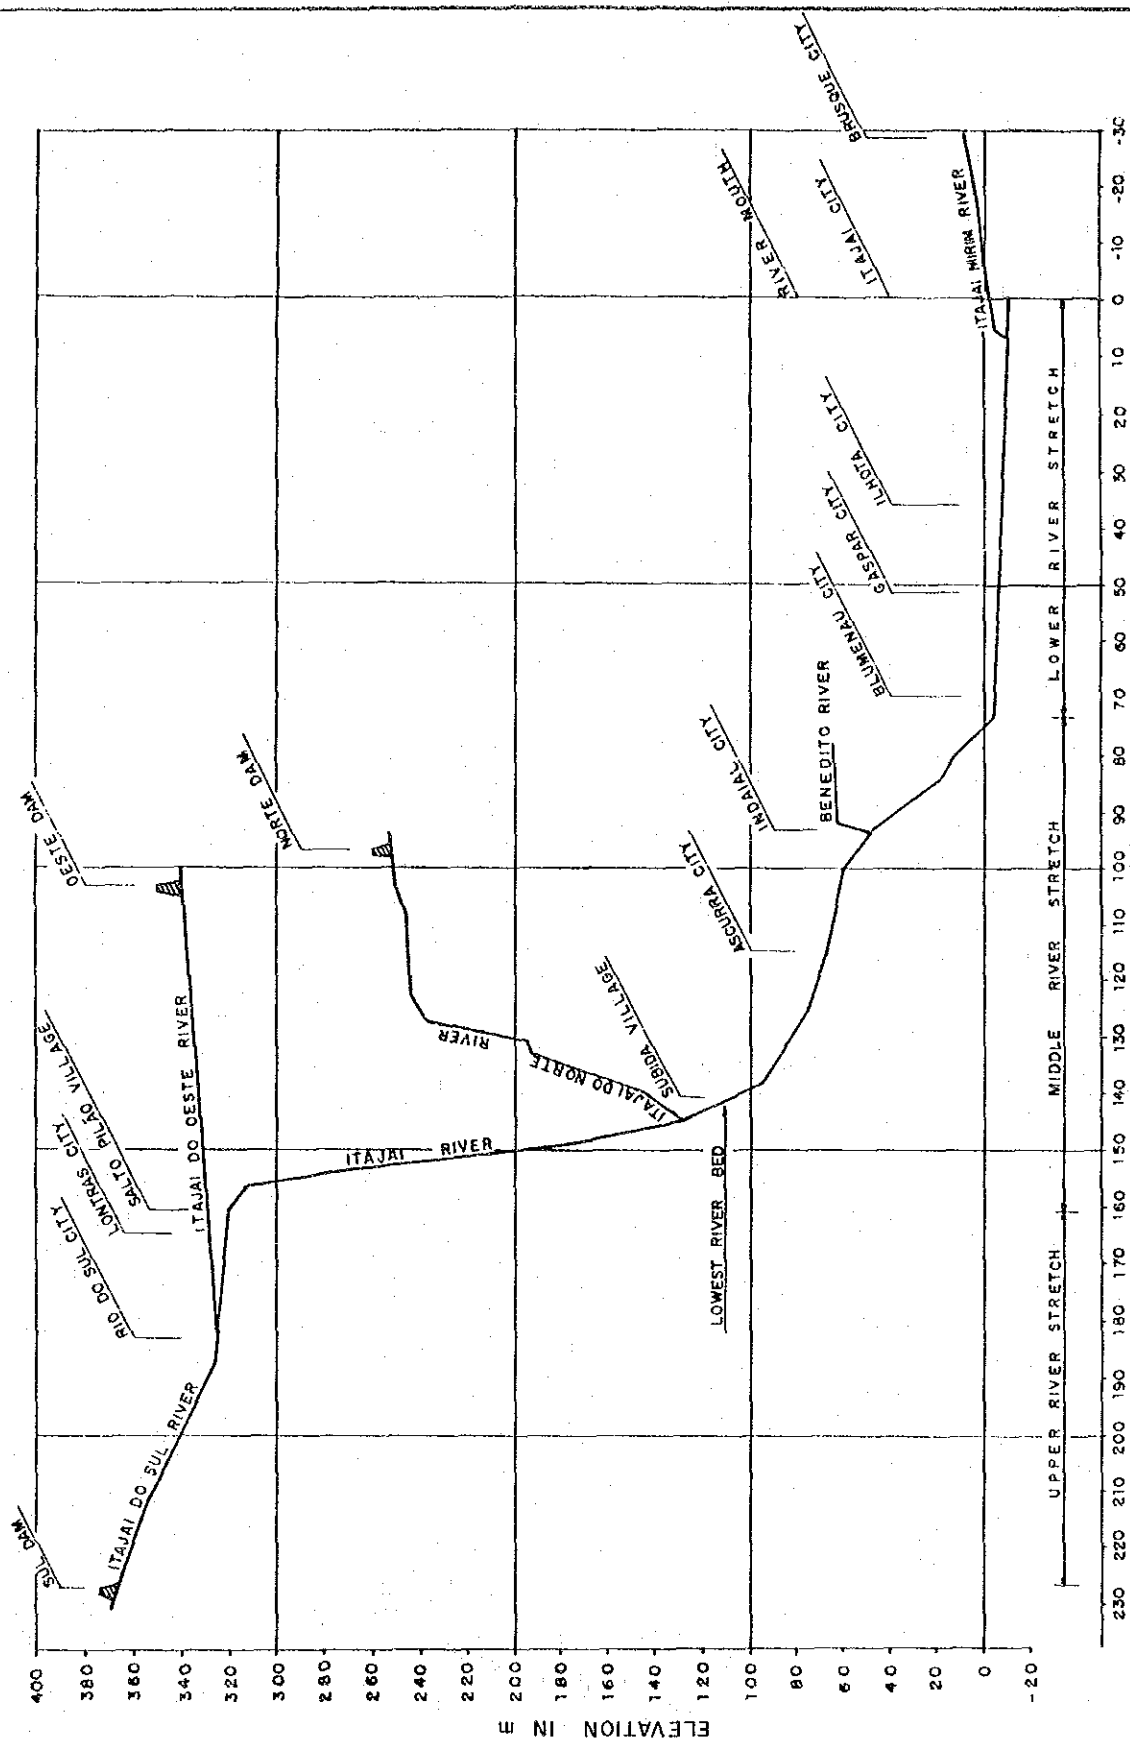 ELEVATION IN m
400
380
360
340
320
300
280
260
240
220
200
180
160
140
120
100
80
60
40
20
0
-20
SUL DAM
ITAJAI DO SUL RIVER
RIO DO SUL CITY
LONTRAS CITY
SALTO PILÃO VILLAGE
ITAJAI DO OESTE RIVER
OESTE DAM
ITAJAI RIVER
NORTE DAM
ITAJAI DO NORTE RIVER
SUBIDA VILLAGE
LOWEST RIVER BED
ASCURRA CITY
INDAIAL CITY
BENEDITO RIVER
BLUMENAU CITY
GASPAR CITY
ILHOTA CITY
RIVER MOUTH
ITAJAI CITY
ITAJAI MIRIM RIVER
BRUSQUE CITY
UPPER RIVER STRETCH
MIDDLE RIVER STRETCH
LOWER RIVER STRETCH
230
220
210
200
190
180
170
160
150
140
130
120
110
100
90
80
70
60
50
40
30
20
10
0
-10
-20
-30